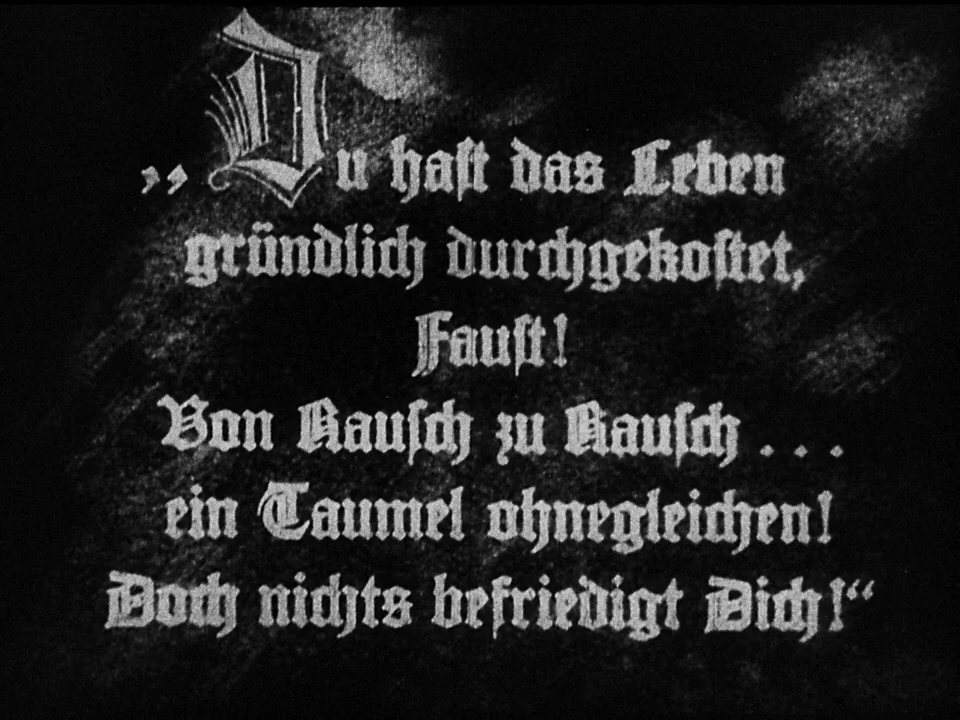 „Du hast das Leben
gründlich durchgekostet,
Faust!
Von Rausch zu Rausch . . .
ein Taumel ohnegleichen!
Doch nichts befriedigt Dich!“